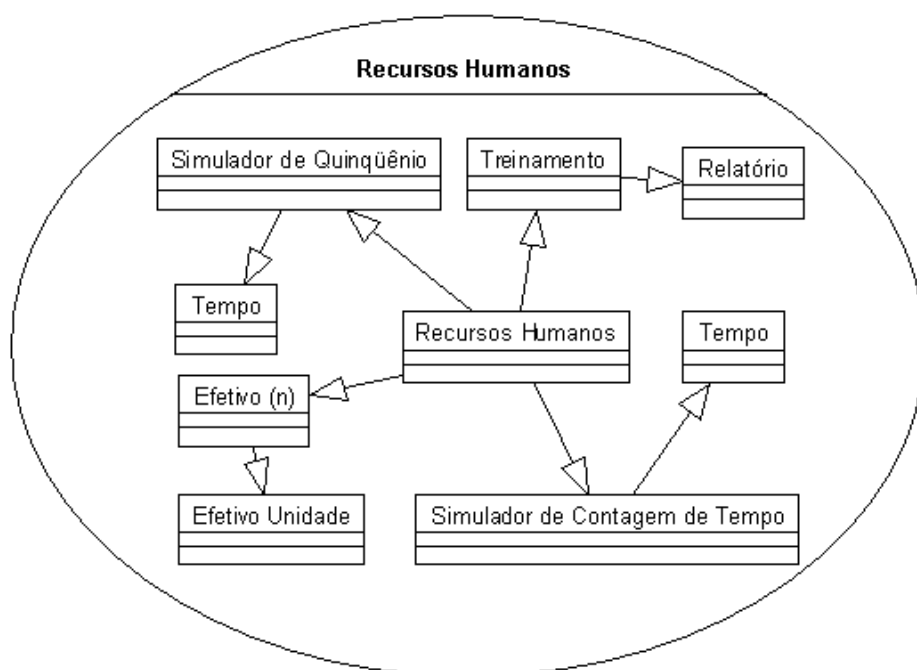 Recursos Humanos
Simulador de Quinqüênio
Treinamento
Relatório
Tempo
Recursos Humanos
Tempo
Efetivo (n)
Efetivo Unidade
Simulador de Contagem de Tempo